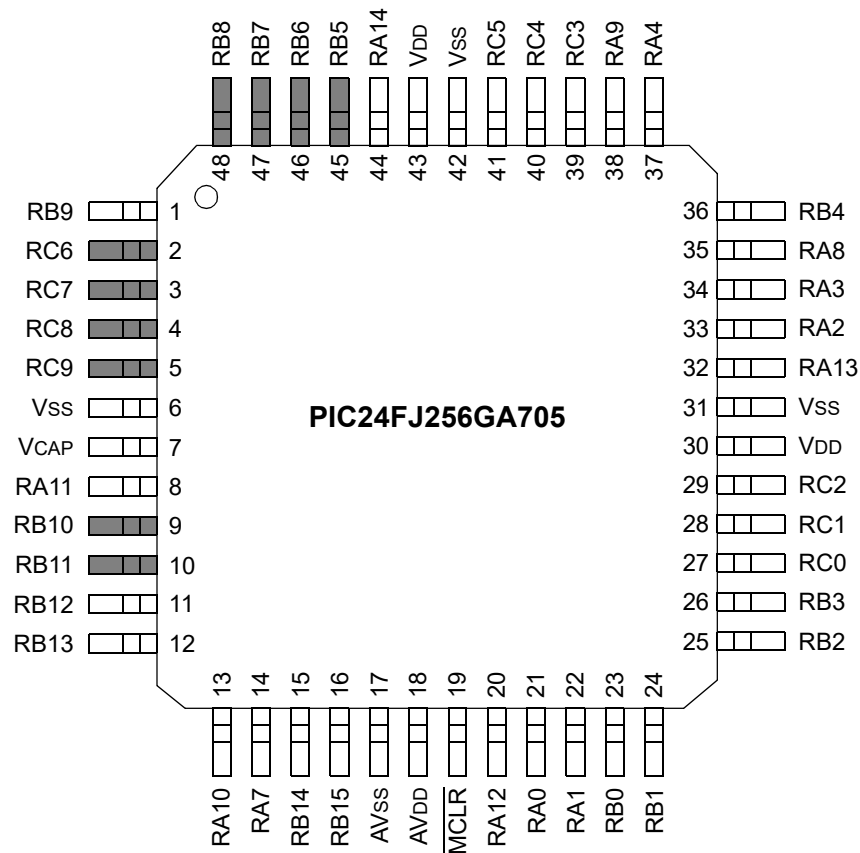 RB8 RB7 RB6 RB5 RA14 VDD VSS RC5 RC4 RC3 RA9 RA4
48 47 46 45 44 43 42 41 40 39 38 37
RB9 1 36 RB4
RC6 2 35 RA8
RC7 3 34 RA3
RC8 4 33 RA2
RC9 5 32 RA13
VSS 6 31 VSS
PIC24FJ256GA705
VCAP 7 30 VDD
RA11 8 29 RC2
RB10 9 28 RC1
RB11 10 27 RC0
RB12 11 26 RB3
RB13 12 25 RB2
13 14 15 16 17 18 19 20 21 22 23 24
RA10 RA7 RB14 RB15 AVSS AVDD MCLR RA12 RA0 RA1 RB0 RB1